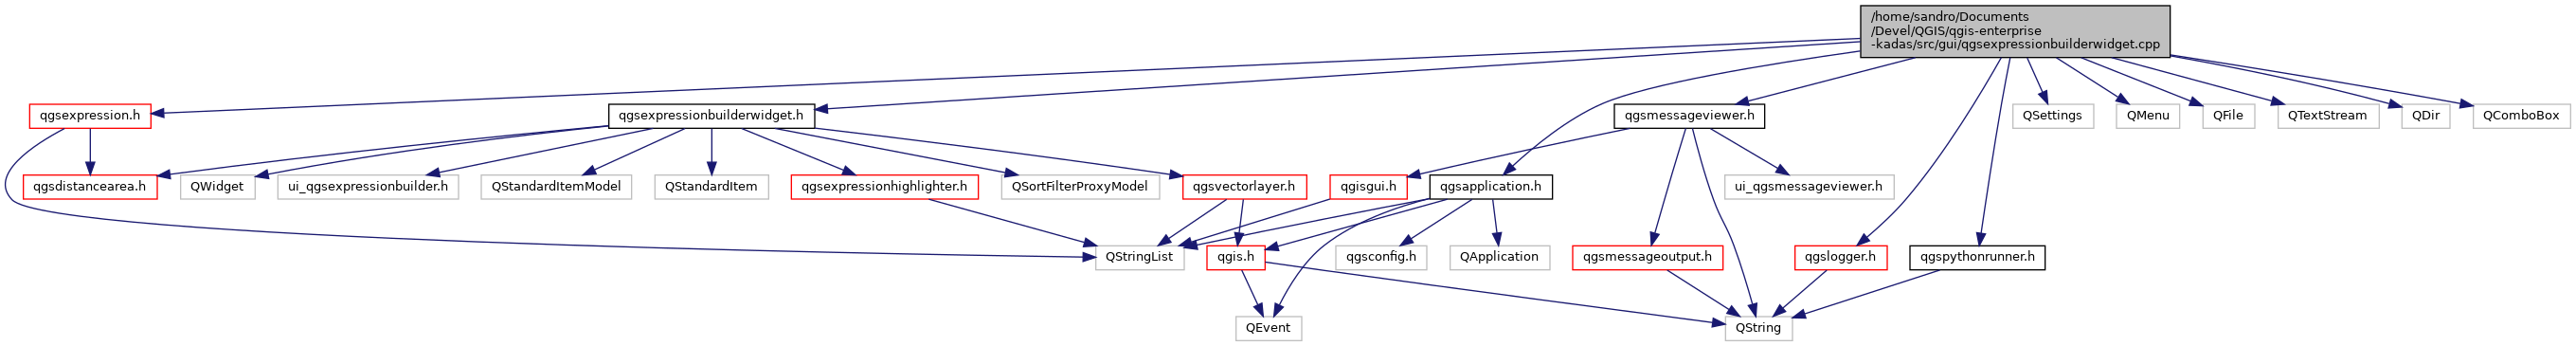 /home/sandro/Documents
/Devel/QGIS/qgis-enterprise
-kadas/src/gui/qgsexpressionbuilderwidget.cpp
qgsexpression.h
qgsexpressionbuilderwidget.h
qgsmessageviewer.h
QSettings
QMenu
QFile
QTextStream
QDir
QComboBox
qgsdistancearea.h
QWidget
ui_qgsexpressionbuilder.h
QStandardItemModel
QStandardItem
qgsexpressionhighlighter.h
QSortFilterProxyModel
qgsvectorlayer.h
qgisgui.h
qgsapplication.h
ui_qgsmessageviewer.h
QStringList
qgis.h
qgsconfig.h
QApplication
qgsmessageoutput.h
qgslogger.h
qgspythonrunner.h
QEvent
QString